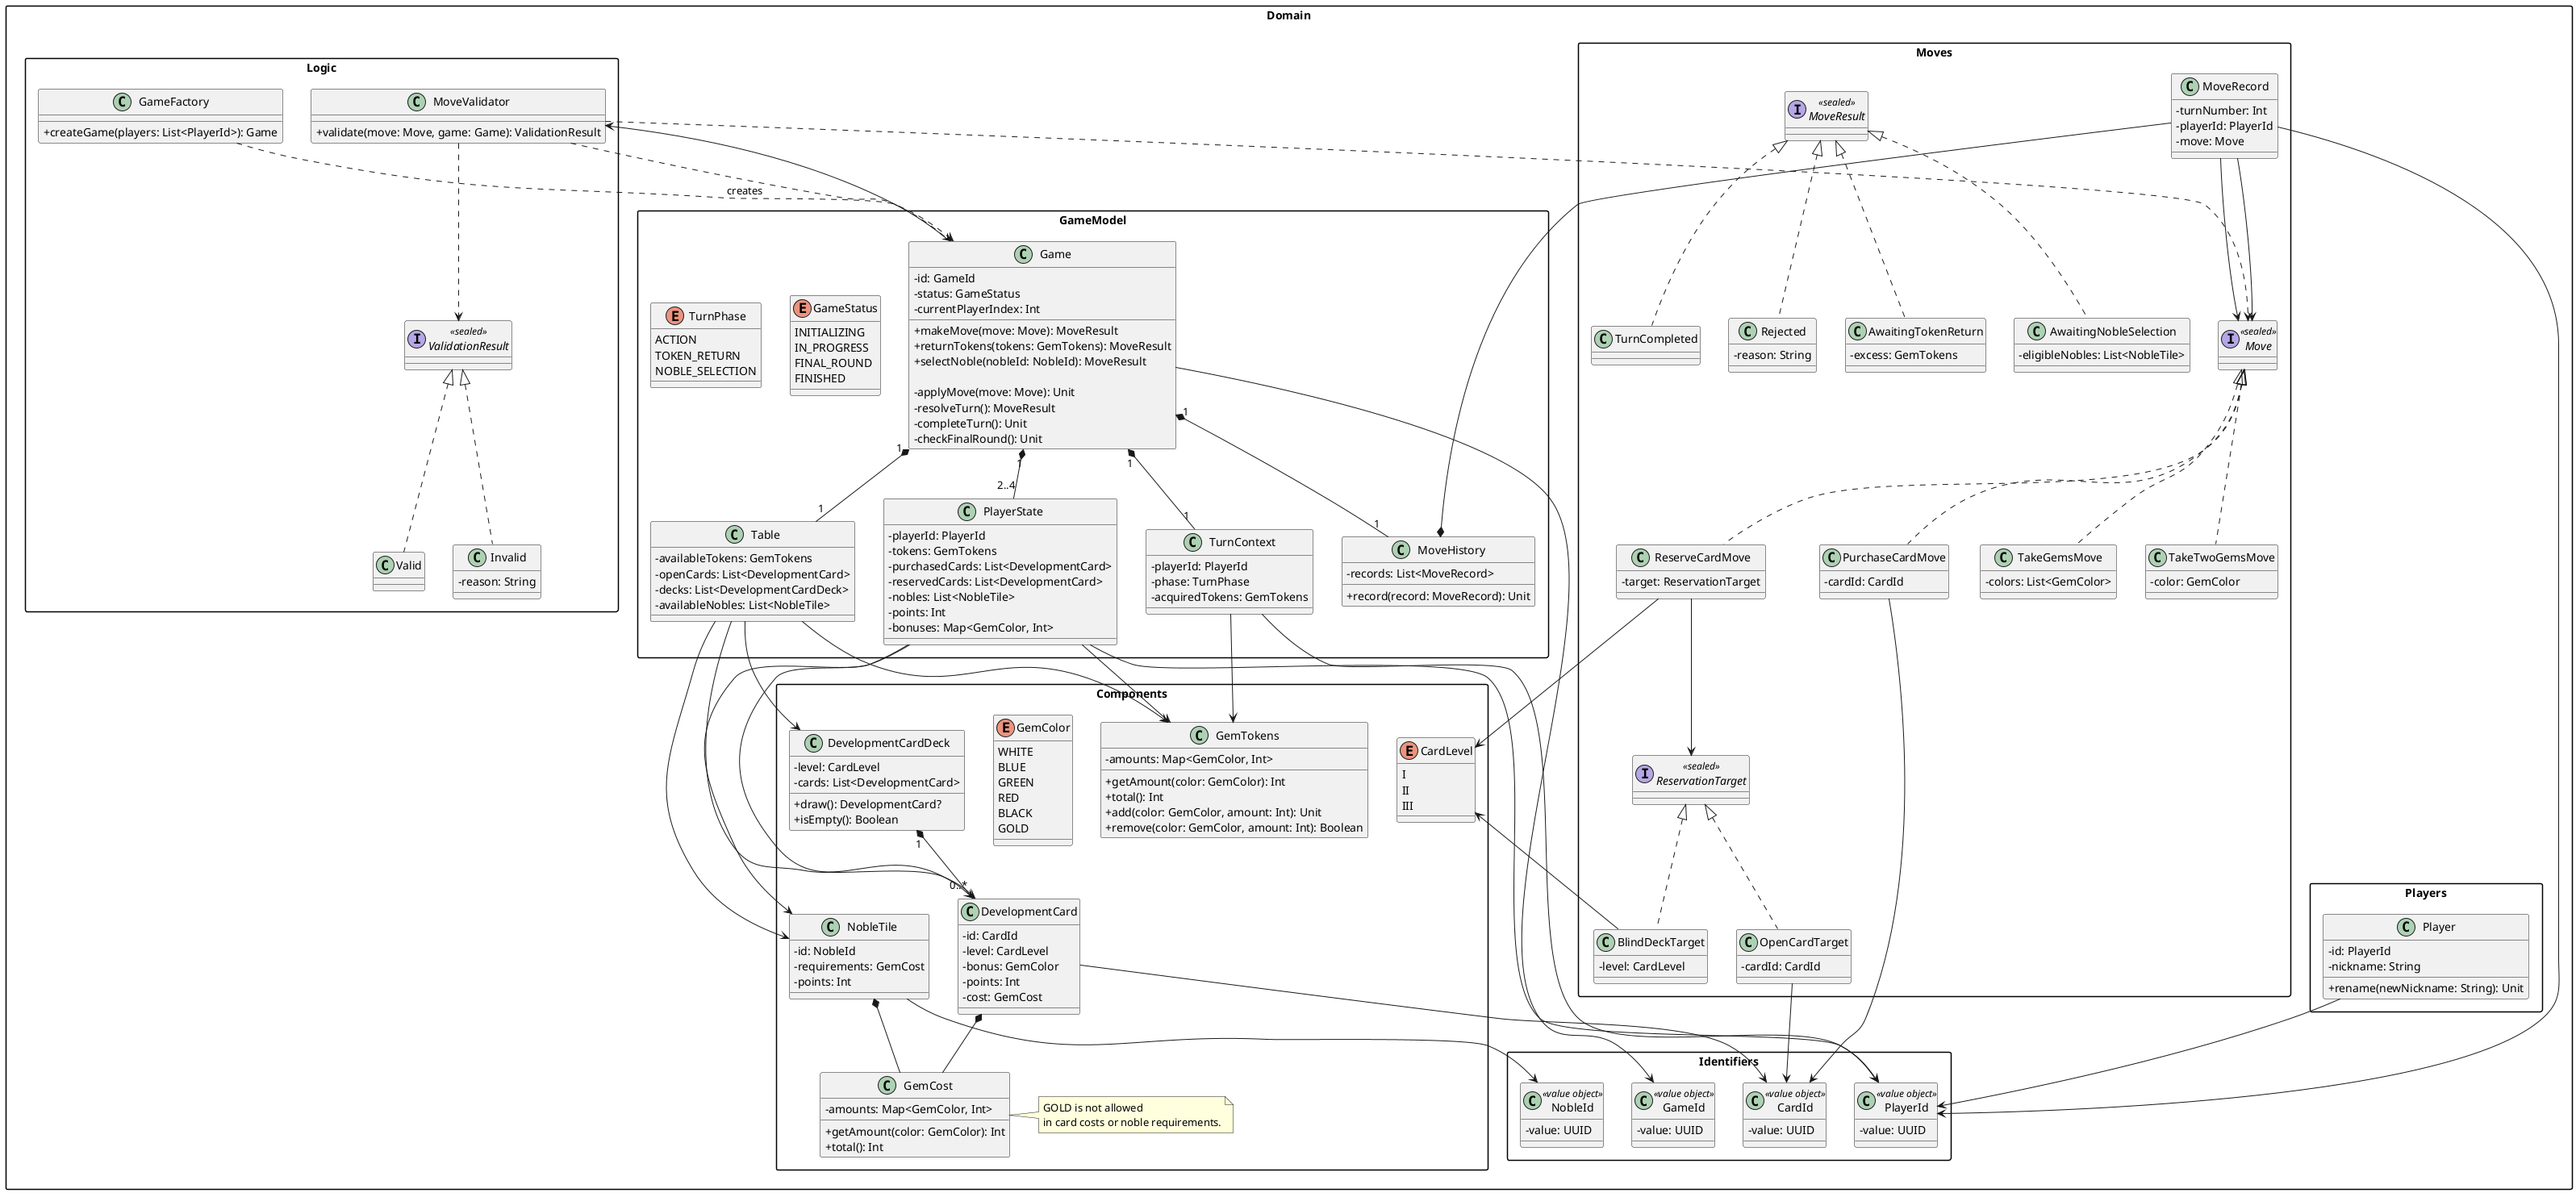 Domain
Logic
GameFactory
+createGame(players: List<PlayerId>): Game
MoveValidator
+validate(move: Move, game: Game): ValidationResult
creates
«sealed»
ValidationResult
Valid
Invalid
-reason: String
GameModel
TurnPhase
ACTION
TOKEN_RETURN
NOBLE_SELECTION
GameStatus
INITIALIZING
IN_PROGRESS
FINAL_ROUND
FINISHED
Game
-id: GameId
-status: GameStatus
-currentPlayerIndex: Int
+makeMove(move: Move): MoveResult
+returnTokens(tokens: GemTokens): MoveResult
+selectNoble(nobleId: NobleId): MoveResult
-applyMove(move: Move): Unit
-resolveTurn(): MoveResult
-completeTurn(): Unit
-checkFinalRound(): Unit
1
1
1
1
1
2..4
1
1
Table
-availableTokens: GemTokens
-openCards: List<DevelopmentCard>
-decks: List<DevelopmentCardDeck>
-availableNobles: List<NobleTile>
PlayerState
-playerId: PlayerId
-tokens: GemTokens
-purchasedCards: List<DevelopmentCard>
-reservedCards: List<DevelopmentCard>
-nobles: List<NobleTile>
-points: Int
-bonuses: Map<GemColor, Int>
TurnContext
-playerId: PlayerId
-phase: TurnPhase
-acquiredTokens: GemTokens
MoveHistory
-records: List<MoveRecord>
+record(record: MoveRecord): Unit
Moves
«sealed»
MoveResult
MoveRecord
-turnNumber: Int
-playerId: PlayerId
-move: Move
TurnCompleted
Rejected
-reason: String
AwaitingTokenReturn
-excess: GemTokens
AwaitingNobleSelection
-eligibleNobles: List<NobleTile>
«sealed»
Move
ReserveCardMove
-target: ReservationTarget
PurchaseCardMove
-cardId: CardId
TakeGemsMove
-colors: List<GemColor>
TakeTwoGemsMove
-color: GemColor
«sealed»
ReservationTarget
BlindDeckTarget
-level: CardLevel
OpenCardTarget
-cardId: CardId
Components
DevelopmentCardDeck
-level: CardLevel
-cards: List<DevelopmentCard>
+draw(): DevelopmentCard?
+isEmpty(): Boolean
1
0..*
GemColor
WHITE
BLUE
GREEN
RED
BLACK
GOLD
GemTokens
-amounts: Map<GemColor, Int>
+getAmount(color: GemColor): Int
+total(): Int
+add(color: GemColor, amount: Int): Unit
+remove(color: GemColor, amount: Int): Boolean
CardLevel
I
II
III
NobleTile
-id: NobleId
-requirements: GemCost
-points: Int
DevelopmentCard
-id: CardId
-level: CardLevel
-bonus: GemColor
-points: Int
-cost: GemCost
GemCost
-amounts: Map<GemColor, Int>
+getAmount(color: GemColor): Int
+total(): Int
GOLD is not allowed
in card costs or noble requirements.
Players
Player
-id: PlayerId
-nickname: String
+rename(newNickname: String): Unit
Identifiers
«value object»
NobleId
-value: UUID
«value object»
GameId
-value: UUID
«value object»
CardId
-value: UUID
«value object»
PlayerId
-value: UUID